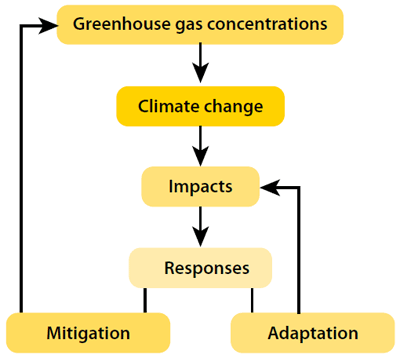 Greenhouse gas concentrations
Climate change
Impacts
Responses
Mitigation
Adaptation